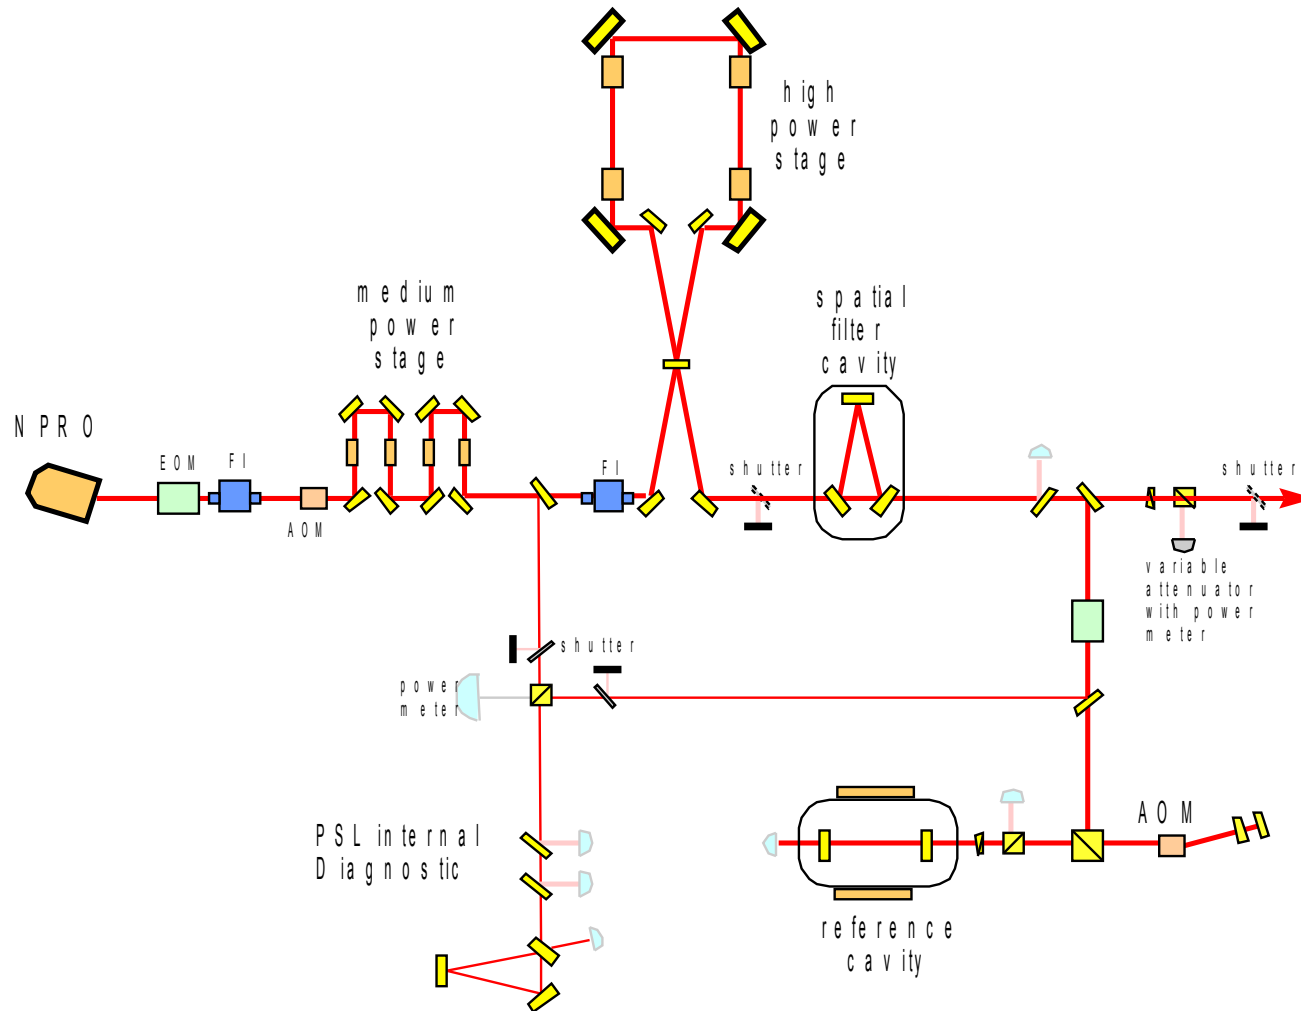 high
power
stage
medium
power
stage
spatial
filter
cavity
NPRO
EOM
FI
AOM
FI
shutter
shutter
variable
attenuator
with power
meter
shutter
power
meter
PSL internal
Diagnostic
AOM
reference
cavity